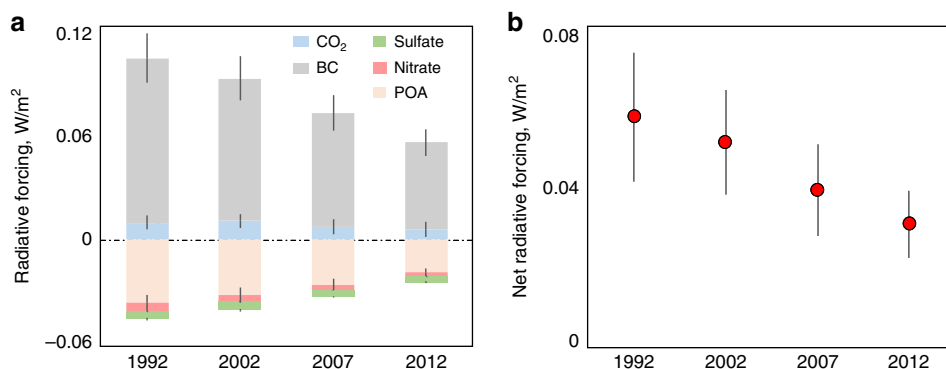 a
Radiative forcing, W/m²
0.12
0.06
0
−0.06
CO₂
BC
Sulfate
Nitrate
POA
1992 2002 2007 2012
b
Net radiative forcing, W/m²
0.08
0.04
0
1992 2002 2007 2012